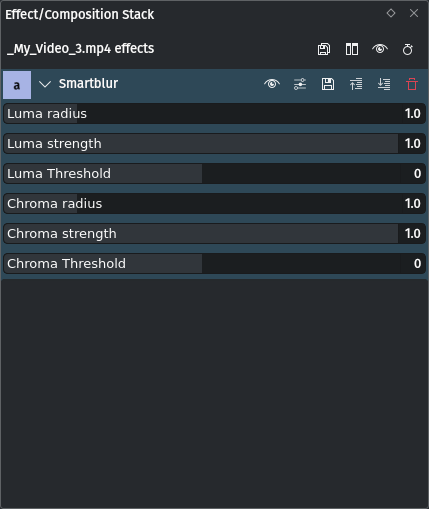 Effect/Composition Stack
_My_Video_3.mp4 effects
a Smartblur
Luma radius 1.0
Luma strength 1.0
Luma Threshold 0
Chroma radius 1.0
Chroma strength 1.0
Chroma Threshold 0